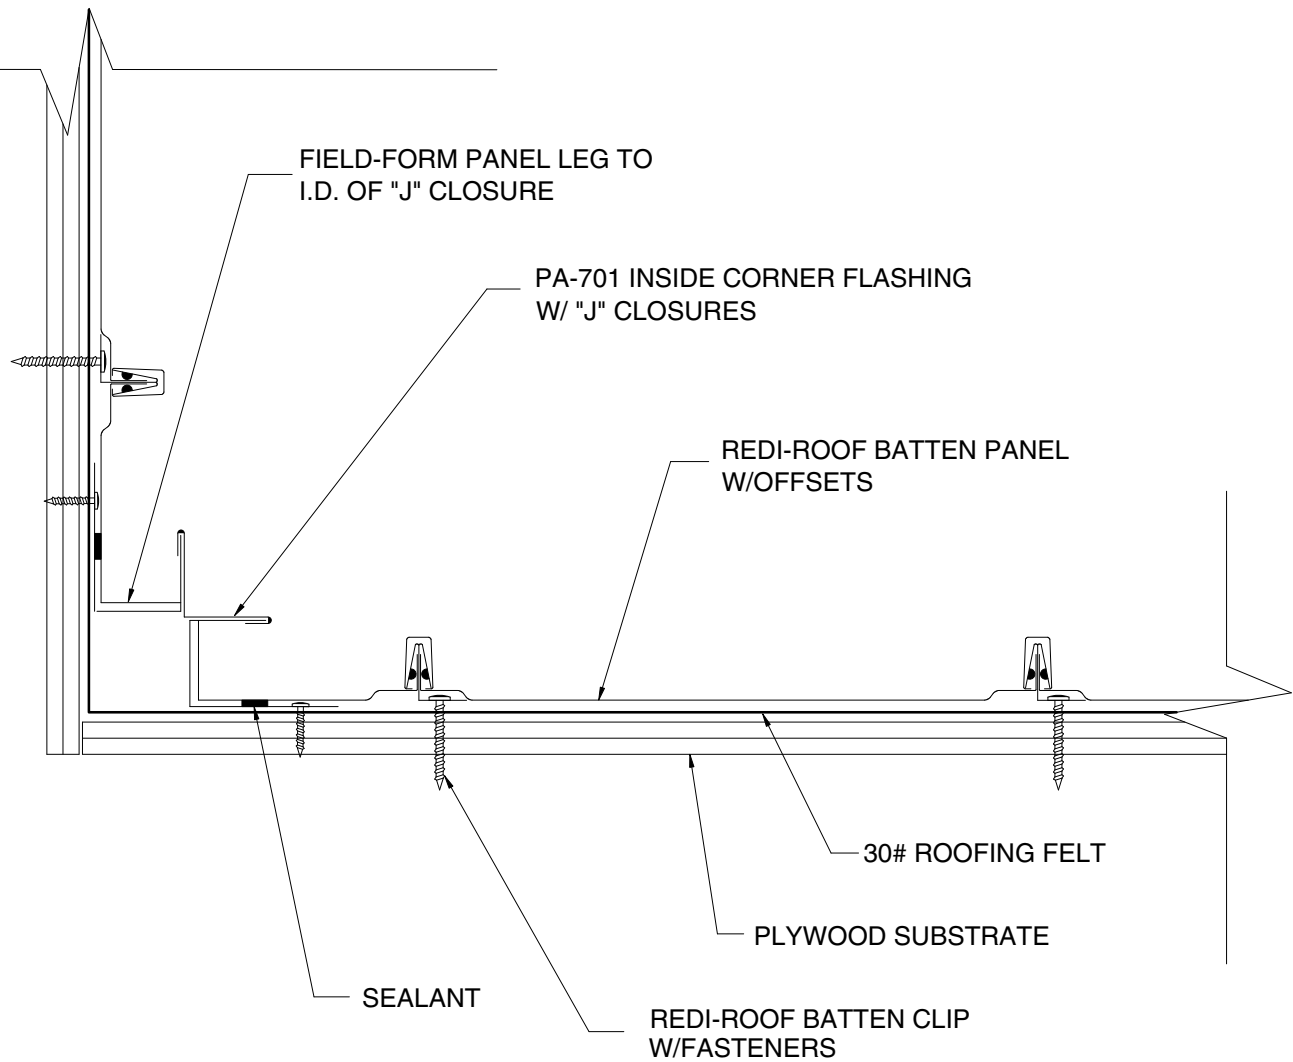 FIELD-FORM PANEL LEG TO
I.D. OF "J" CLOSURE
PA-701 INSIDE CORNER FLASHING
W/ "J" CLOSURES
REDI-ROOF BATTEN PANEL
W/OFFSETS
30# ROOFING FELT
PLYWOOD SUBSTRATE
SEALANT
REDI-ROOF BATTEN CLIP
W/FASTENERS